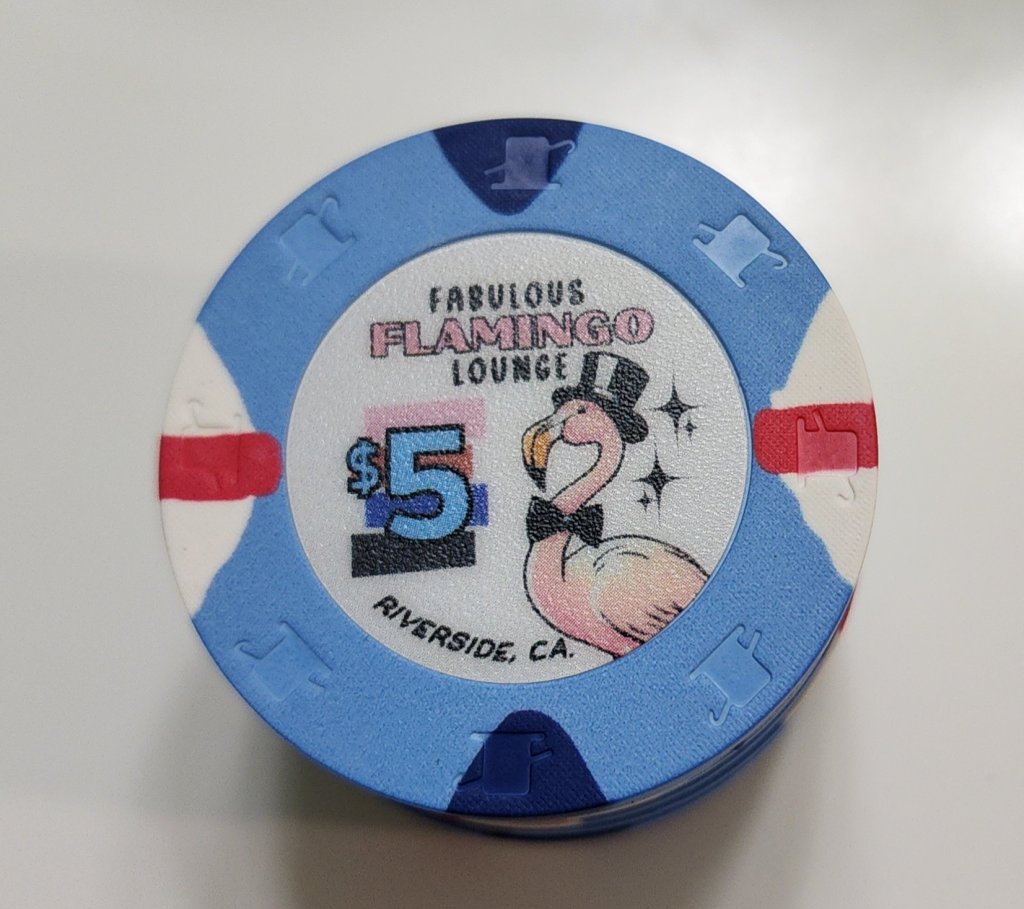 FABULOUS
FLAMINGO
LOUNGE
$5
RIVERSIDE, CA.